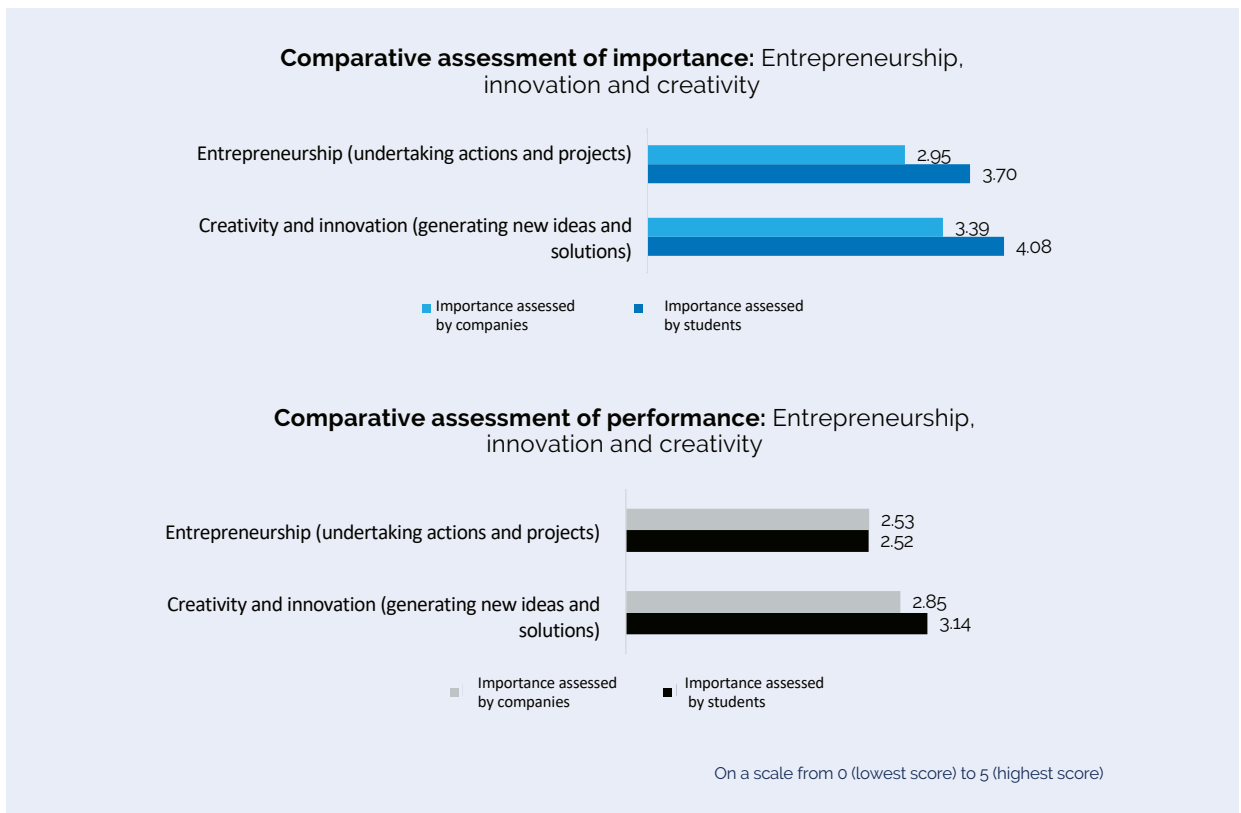 Comparative assessment of importance: Entrepreneurship,
innovation and creativity
Entrepreneurship (undertaking actions and projects)
2.95
3.70
Creativity and innovation (generating new ideas and
solutions)
3.39
4.08
Importance assessed
by companies
Importance assessed
by students
Comparative assessment of performance: Entrepreneurship,
innovation and creativity
Entrepreneurship (undertaking actions and projects)
2.53
2.52
Creativity and innovation (generating new ideas and
solutions)
2.85
3.14
Importance assessed
by companies
Importance assessed
by students
On a scale from 0 (lowest score) to 5 (highest score)